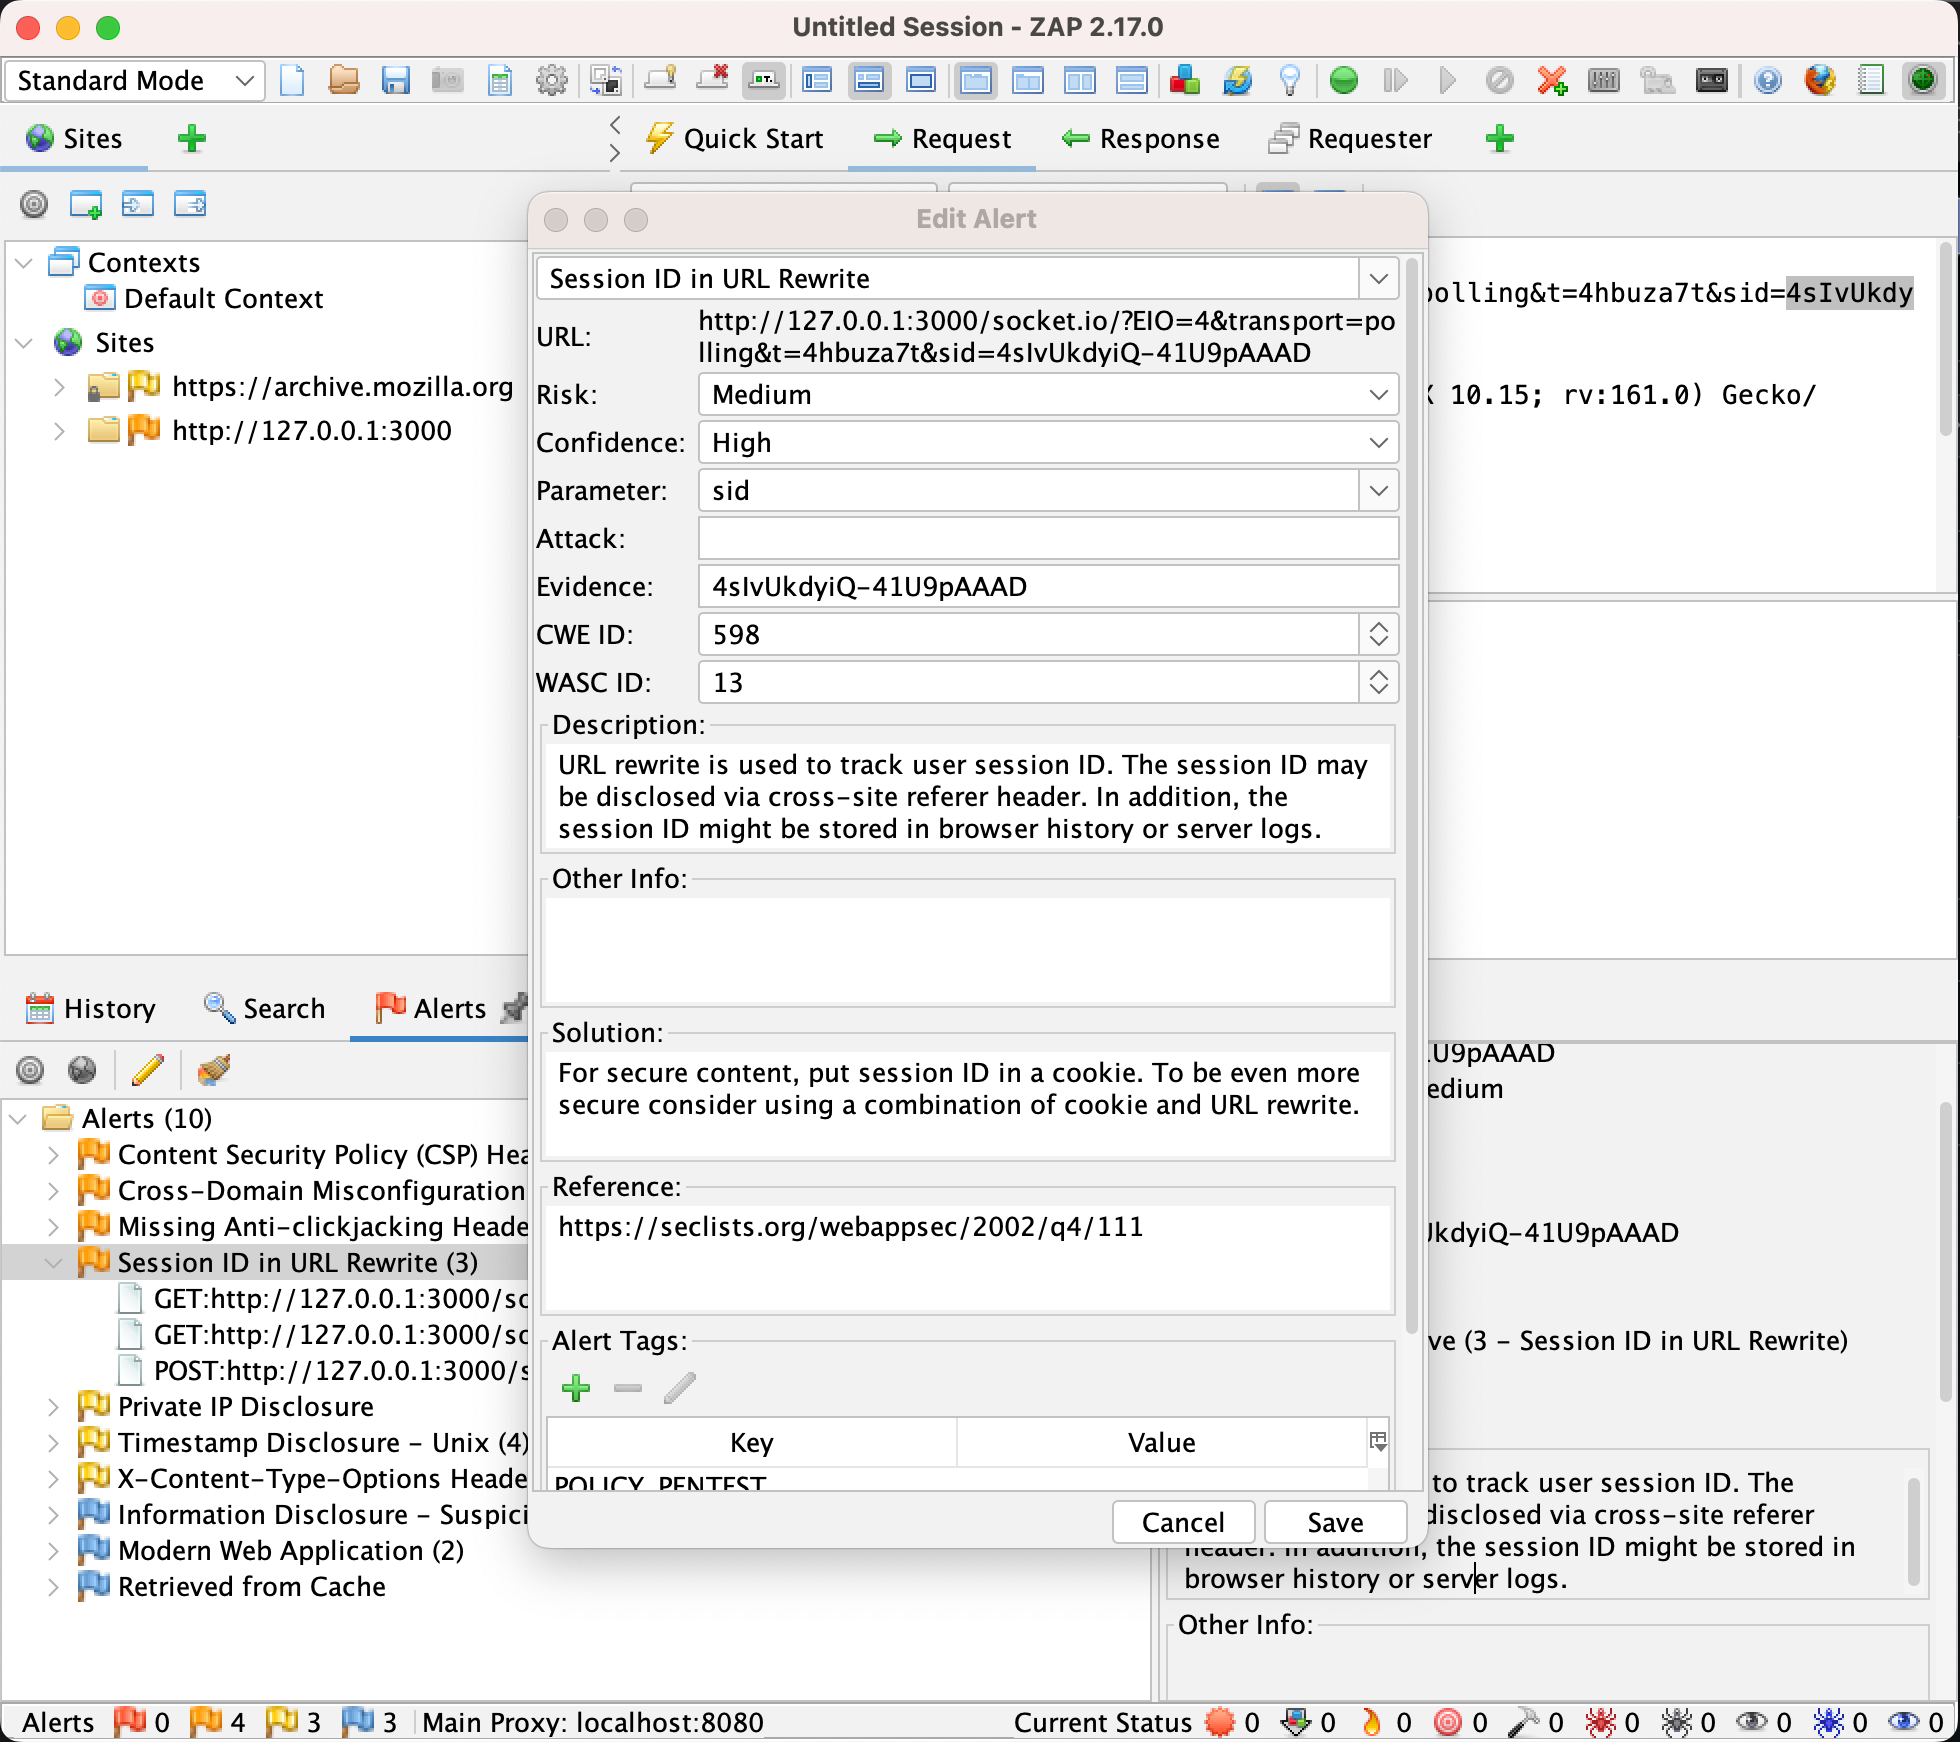 Untitled Session - ZAP 2.17.0
Standard Mode
Sites
Quick Start
Request
Response
Requester
Contexts
Default Context
Sites
https://archive.mozilla.org
http://127.0.0.1:3000
polling&t=4hbuza7t&sid=4sIvUkdy
10.15; rv:161.0) Gecko/
Edit Alert
Session ID in URL Rewrite
URL:
http://127.0.0.1:3000/socket.io/?EIO=4&transport=po
lling&t=4hbuza7t&sid=4sIvUkdyiQ-41U9pAAAD
Risk: Medium
Confidence: High
Parameter: sid
Attack:
Evidence: 4sIvUkdyiQ-41U9pAAAD
CWE ID: 598
WASC ID: 13
Description:
URL rewrite is used to track user session ID. The session ID may
be disclosed via cross-site referer header. In addition, the
session ID might be stored in browser history or server logs.
Other Info:
Solution:
For secure content, put session ID in a cookie. To be even more
secure consider using a combination of cookie and URL rewrite.
Reference:
https://seclists.org/webappsec/2002/q4/111
Alert Tags:
Key Value
POLICY_PENTEST
Cancel Save
History
Search
Alerts
Alerts (10)
Content Security Policy (CSP) Hea
Cross-Domain Misconfiguration
Missing Anti-clickjacking Heade
Session ID in URL Rewrite (3)
GET:http://127.0.0.1:3000/so
GET:http://127.0.0.1:3000/so
POST:http://127.0.0.1:3000/s
Private IP Disclosure
Timestamp Disclosure - Unix (4)
X-Content-Type-Options Heade
Information Disclosure - Suspici
Modern Web Application (2)
Retrieved from Cache
U9pAAAD
edium
kdyiQ-41U9pAAAD
ve (3 - Session ID in URL Rewrite)
to track user session ID. The
disclosed via cross-site referer
header. In addition, the session ID might be stored in
browser history or server logs.
Other Info:
Alerts 0 4 3 3 Main Proxy: localhost:8080
Current Status 0 0 0 0 0 0 0 0 0 0